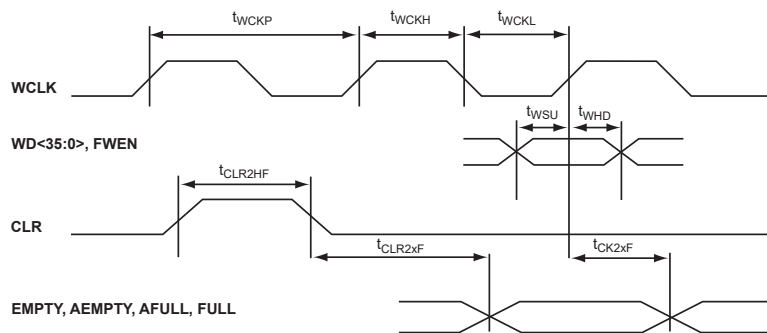 tWCKP tWCKH tWCKL
WCLK
tWSU tWHD
WD<35:0>, FWEN
tCLR2HF
CLR
tCLR2xF tCK2xF
EMPTY, AEMPTY, AFULL, FULL